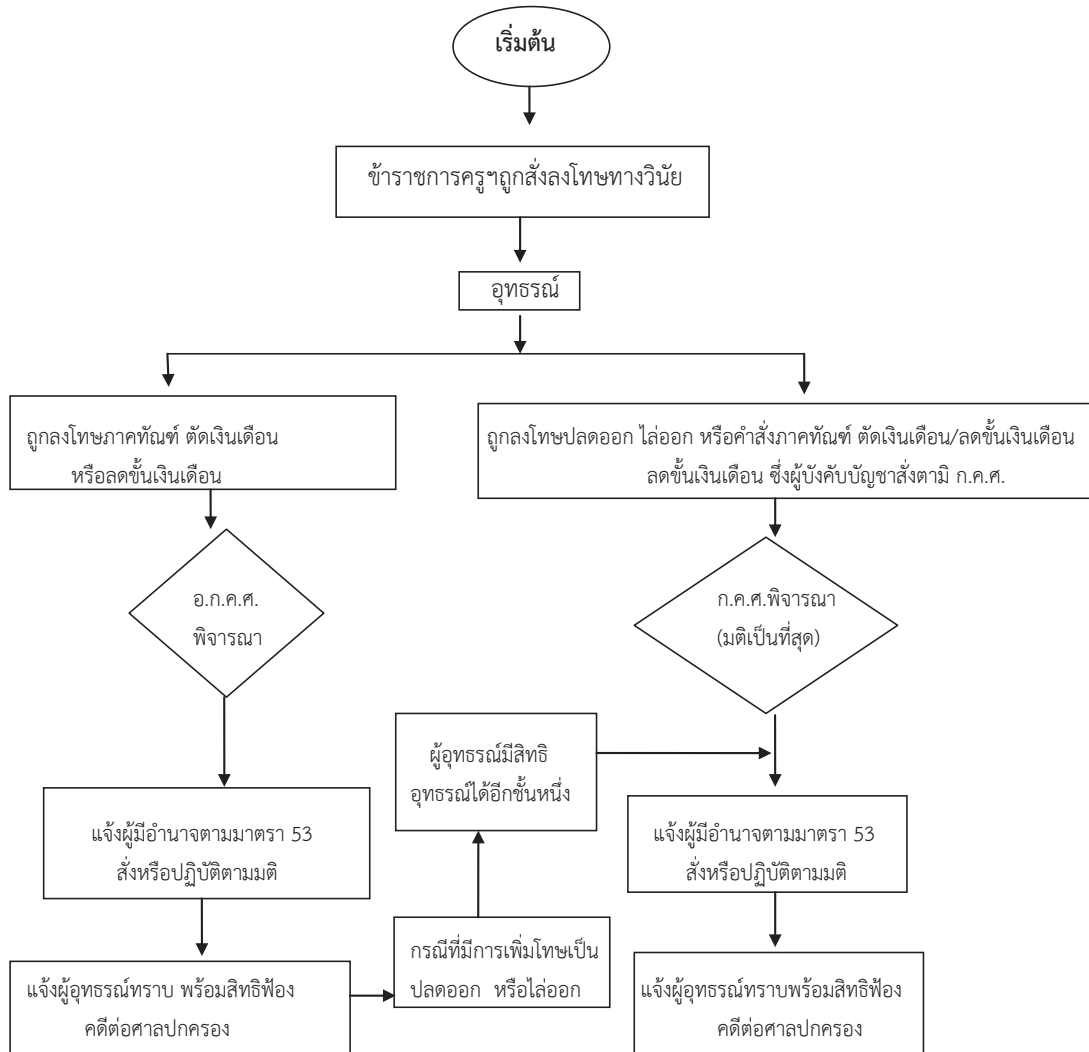 เริ่มต้น
ข้าราชการครูฯถูกสั่งลงโทษทางวินัย
อุทธรณ์
ถูกลงโทษภาคทัณฑ์ ตัดเงินเดือน
หรือลดขั้นเงินเดือน
ถูกลงโทษปลดออก ไล่ออก หรือคำสั่งภาคทัณฑ์ ตัดเงินเดือน/ลดขั้นเงินเดือน
ลดขั้นเงินเดือน ซึ่งผู้บังคับบัญชาสั่งตามิ ก.ค.ศ.
อ.ก.ค.ศ.
พิจารณา
ก.ค.ศ.พิจารณา
(มติเป็นที่สุด)
ผู้อุทธรณ์มีสิทธิ
อุทธรณ์ได้อีกชั้นหนึ่ง
แจ้งผู้มีอำนาจตามมาตรา 53
สั่งหรือปฏิบัติตามมติ
แจ้งผู้มีอำนาจตามมาตรา 53
สั่งหรือปฏิบัติตามมติ
แจ้งผู้อุทธรณ์ทราบ พร้อมสิทธิฟ้อง
คดีต่อศาลปกครอง
กรณีที่มีการเพิ่มโทษเป็น
ปลดออก หรือไล่ออก
แจ้งผู้อุทธรณ์ทราบพร้อมสิทธิฟ้อง
คดีต่อศาลปกครอง